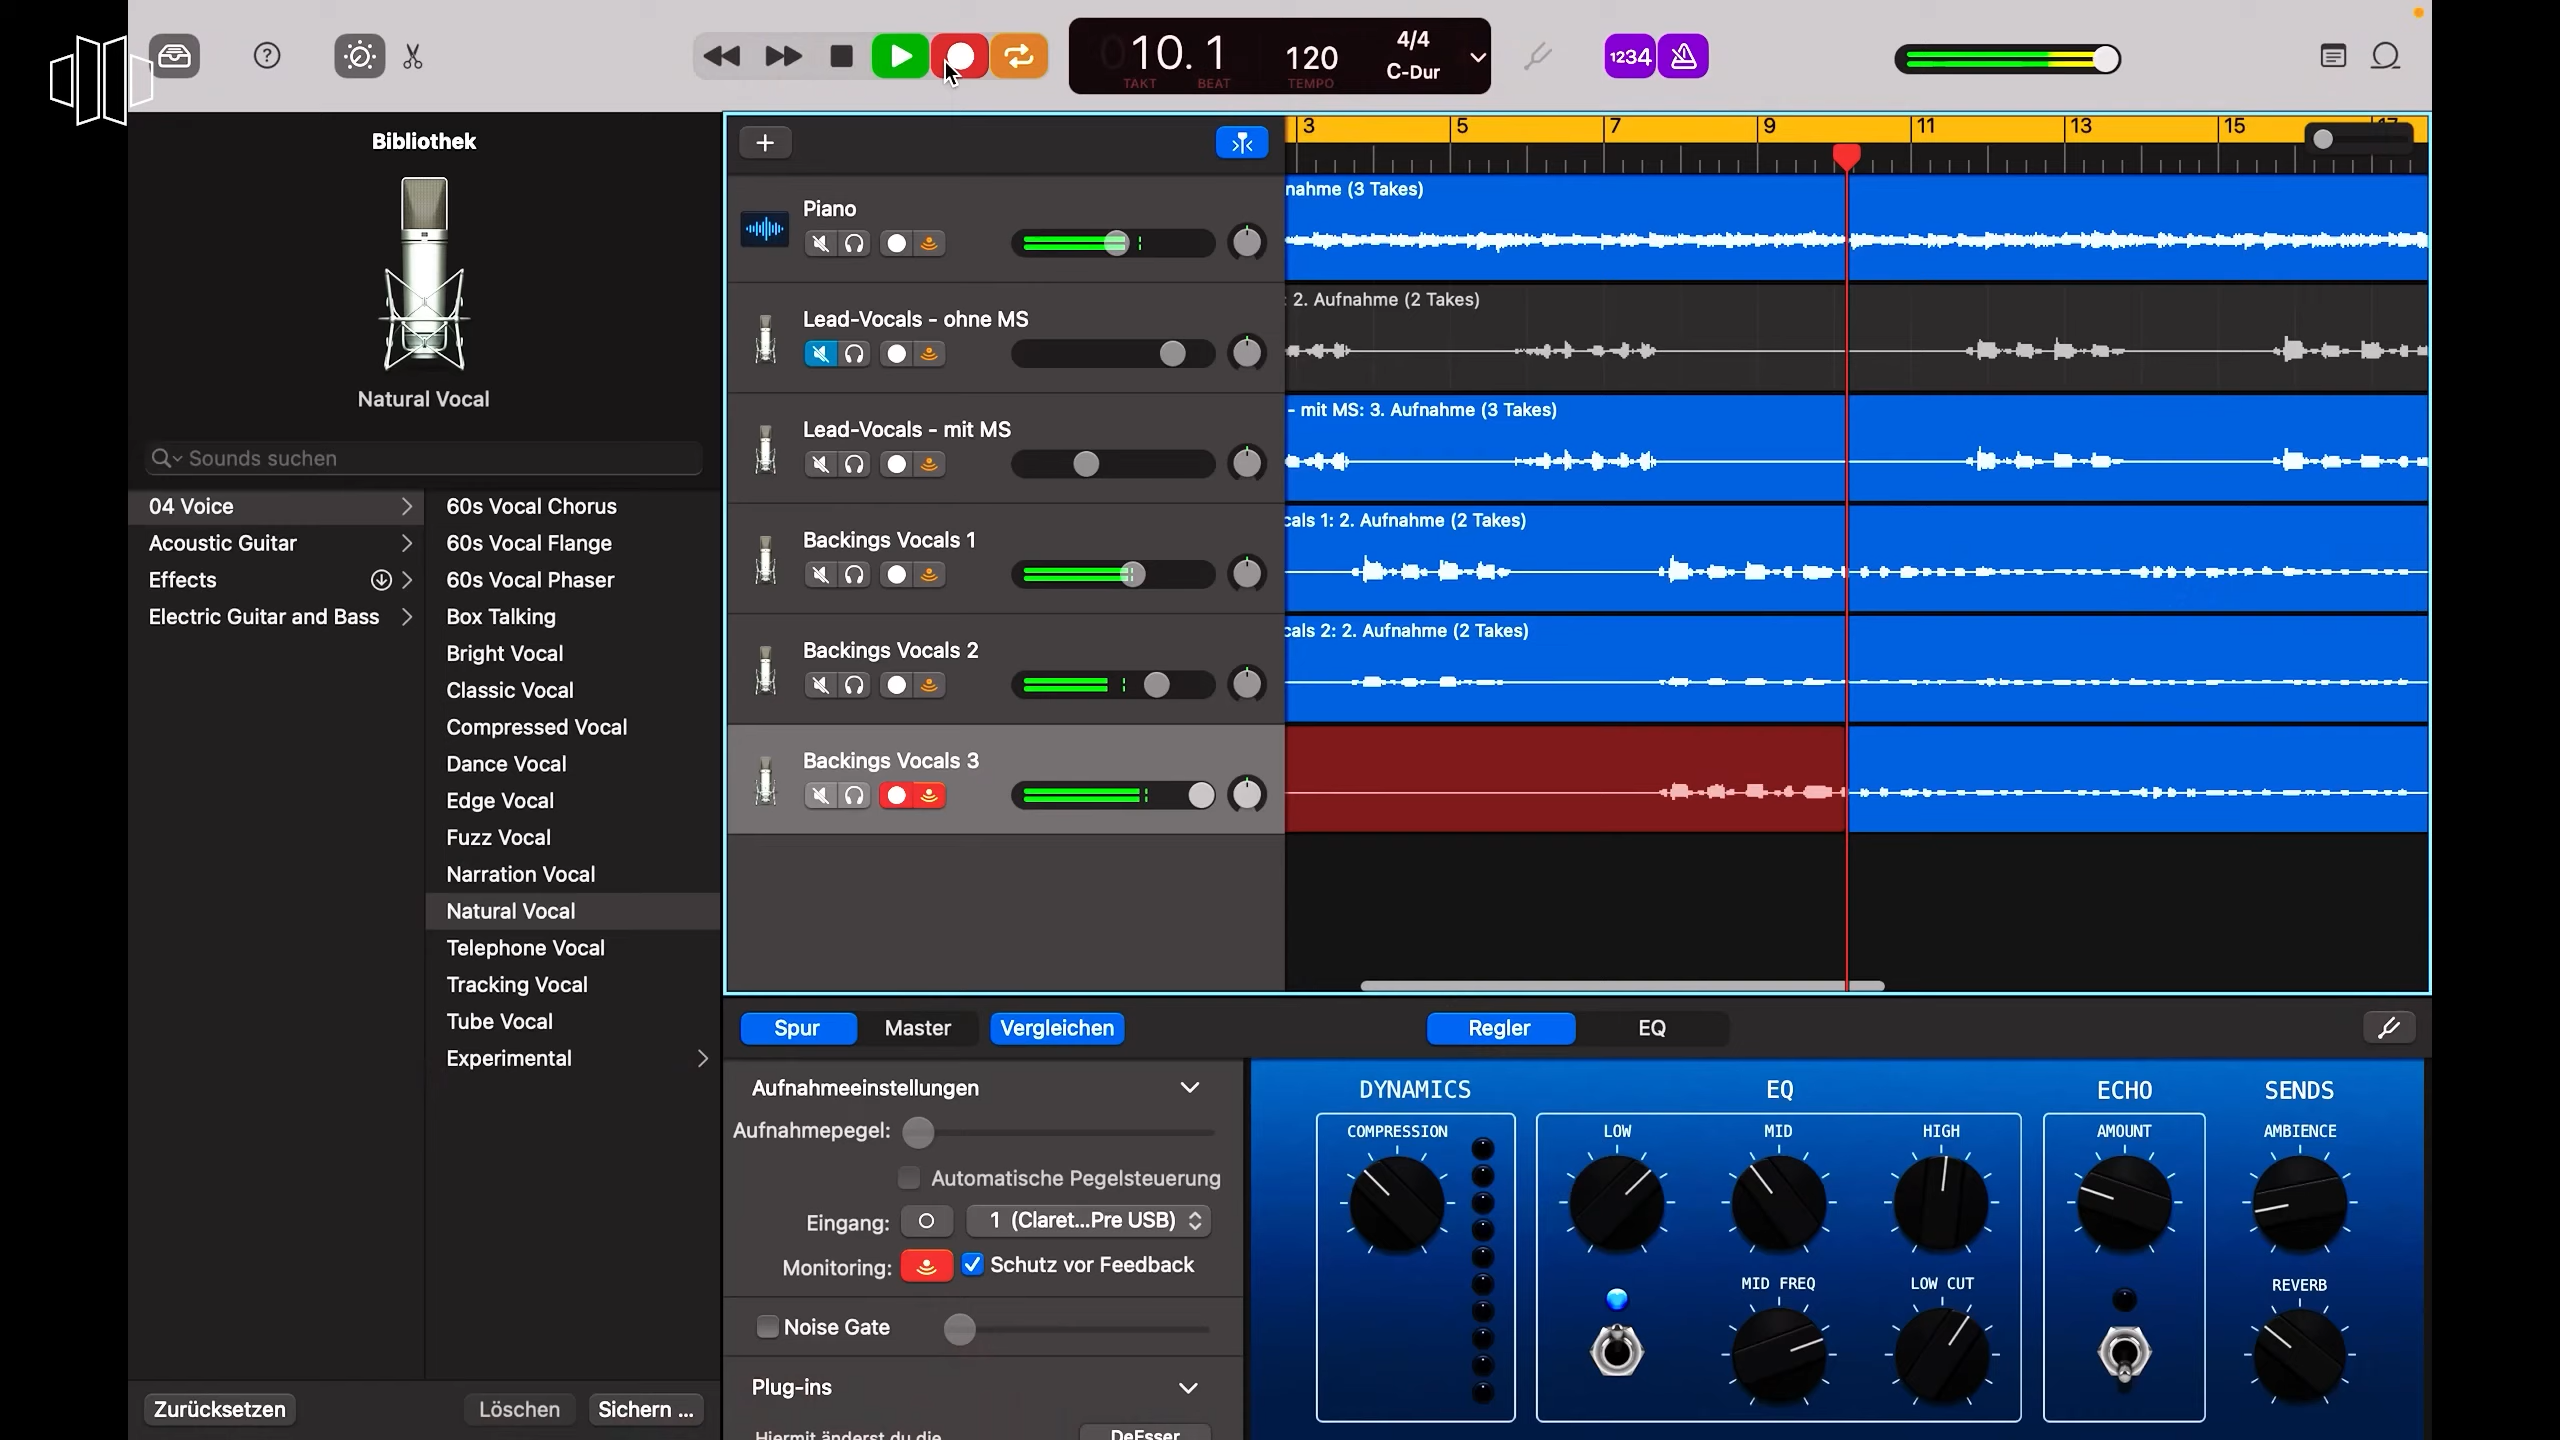 10. 1
TAKT
BEAT
120
TEMPO
4/4
C-Dur
1234
Bibliothek
Natural Vocal
Sounds suchen
04 Voice
Acoustic Guitar
Effects
Electric Guitar and Bass
60s Vocal Chorus
60s Vocal Flange
60s Vocal Phaser
Box Talking
Bright Vocal
Classic Vocal
Compressed Vocal
Dance Vocal
Edge Vocal
Fuzz Vocal
Narration Vocal
Natural Vocal
Telephone Vocal
Tracking Vocal
Tube Vocal
Experimental
Zurücksetzen
Löschen
Sichern ...
3
5
7
9
11
13
15
17
Piano
nahme (3 Takes)
Lead-Vocals - ohne MS
: 2. Aufnahme (2 Takes)
Lead-Vocals - mit MS
- mit MS: 3. Aufnahme (3 Takes)
Backings Vocals 1
cals 1: 2. Aufnahme (2 Takes)
Backings Vocals 2
cals 2: 2. Aufnahme (2 Takes)
Backings Vocals 3
Spur
Master
Vergleichen
Regler
EQ
Aufnahmeeinstellungen
Aufnahmepegel:
Automatische Pegelsteuerung
Eingang:
1 (Claret...Pre USB)
Monitoring:
Schutz vor Feedback
Noise Gate
Plug-ins
Hiermit änderst du die
DeEsser
DYNAMICS
COMPRESSION
EQ
LOW
MID
HIGH
MID FREQ
LOW CUT
ECHO
AMOUNT
SENDS
AMBIENCE
REVERB